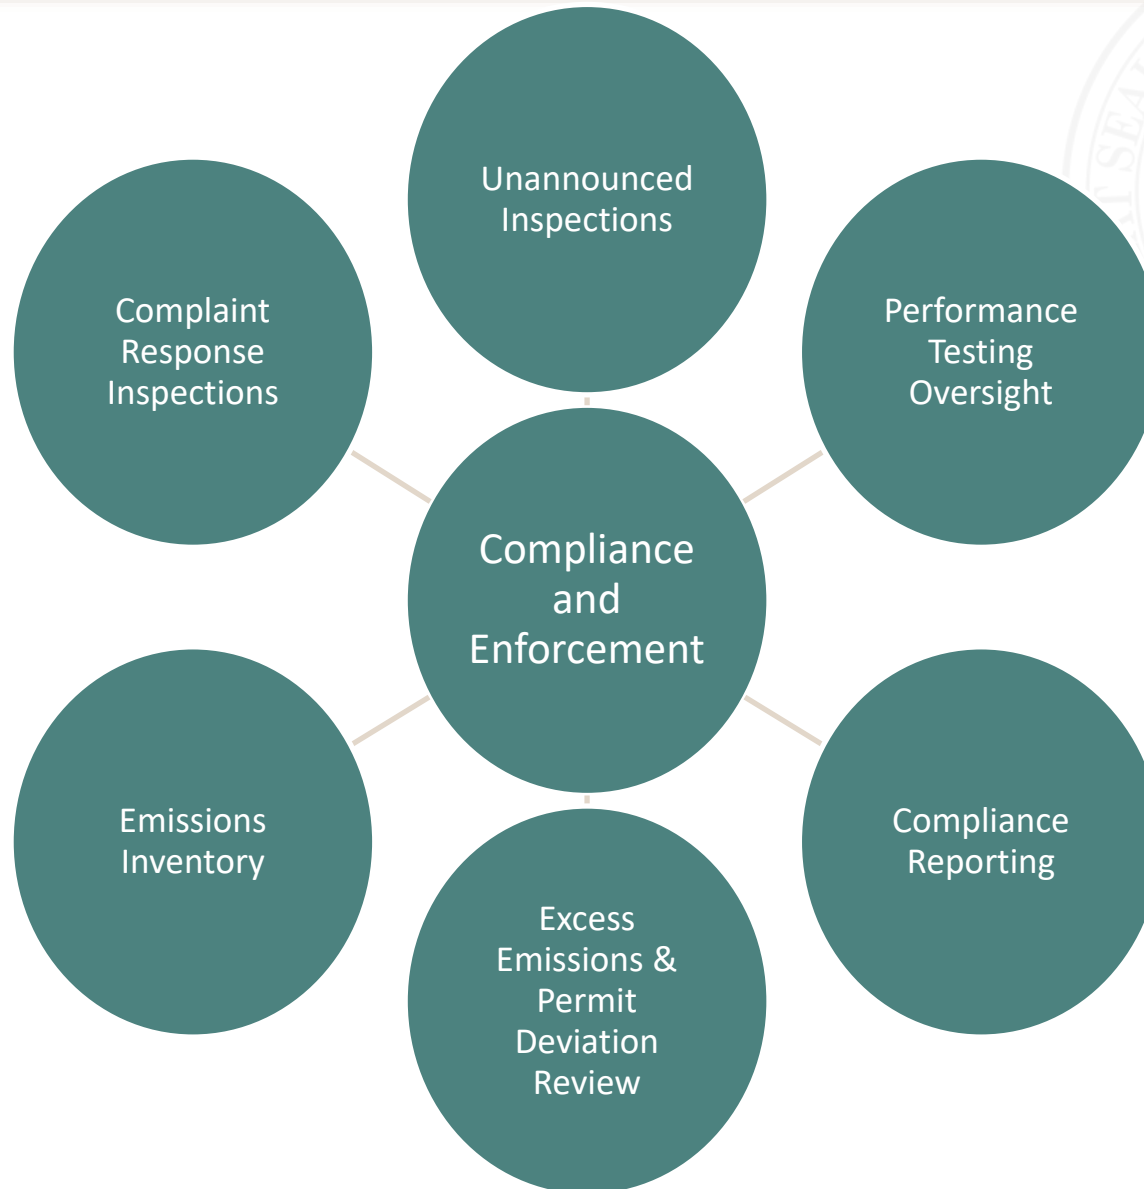 Unannounced
Inspections
Performance
Testing
Oversight
Compliance
Reporting
Excess
Emissions &
Permit
Deviation
Review
Emissions
Inventory
Complaint
Response
Inspections
Compliance
and
Enforcement
SEAL